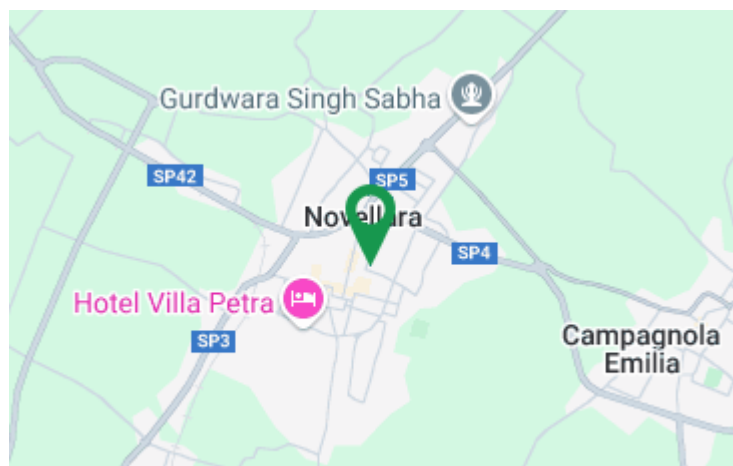 Gurdwara Singh Sabha
SP42
SP5
Novellara
SP4
Hotel Villa Petra
SP3
Campagnola
Emilia